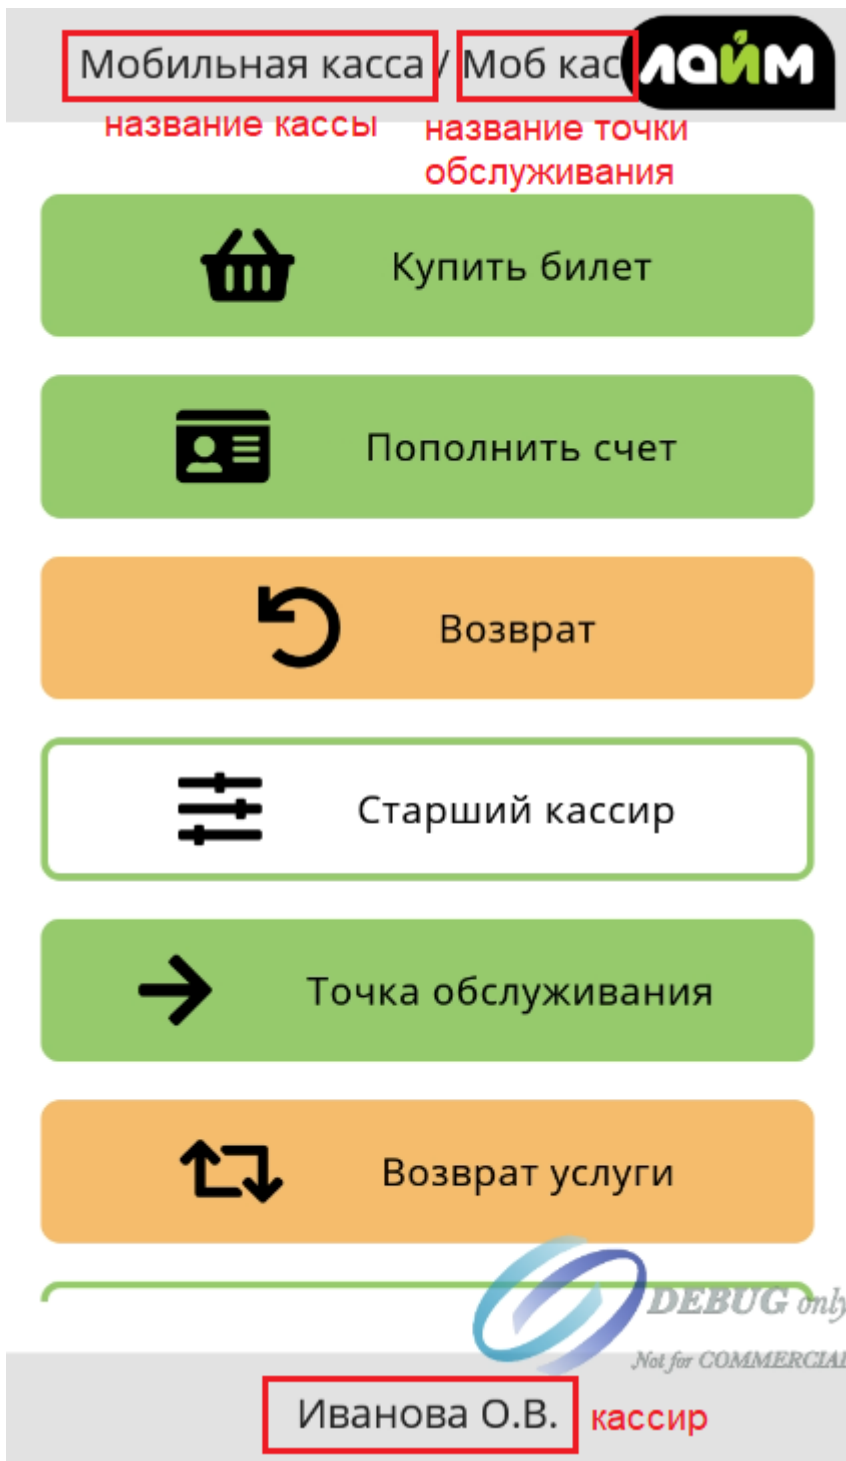 Мобильная касса / Моб кас
лайм
название кассы
название точки
обслуживания
Купить билет
Пополнить счет
Возврат
Старший кассир
Точка обслуживания
Возврат услуги
DEBUG only
Not for COMMERCIAL
Иванова О.В.
кассир